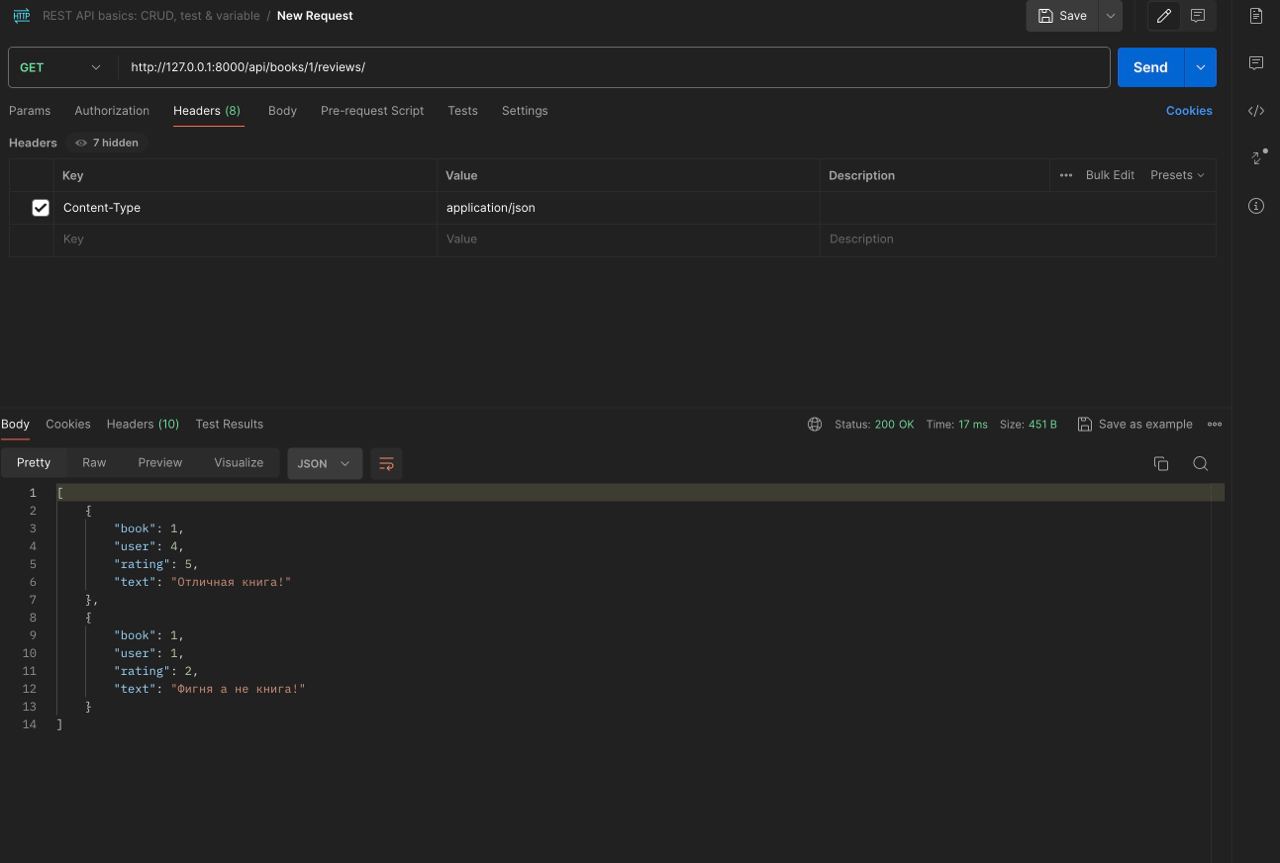 HTTP REST API basics: CRUD, test & variable / New Request Save
GET http://127.0.0.1:8000/api/books/1/reviews/ Send
Params Authorization Headers (8) Body Pre-request Script Tests Settings Cookies
Headers 7 hidden
Key Value Description ••• Bulk Edit Presets
Content-Type application/json
Key Value Description
Body Cookies Headers (10) Test Results Status: 200 OK Time: 17 ms Size: 451 B Save as example •••
Pretty Raw Preview Visualize JSON
1 [
2 {
3 "book": 1,
4 "user": 4,
5 "rating": 5,
6 "text": "Отличная книга!"
7 },
8 {
9 "book": 1,
10 "user": 1,
11 "rating": 2,
12 "text": "Фигня а не книга!"
13 }
14 ]